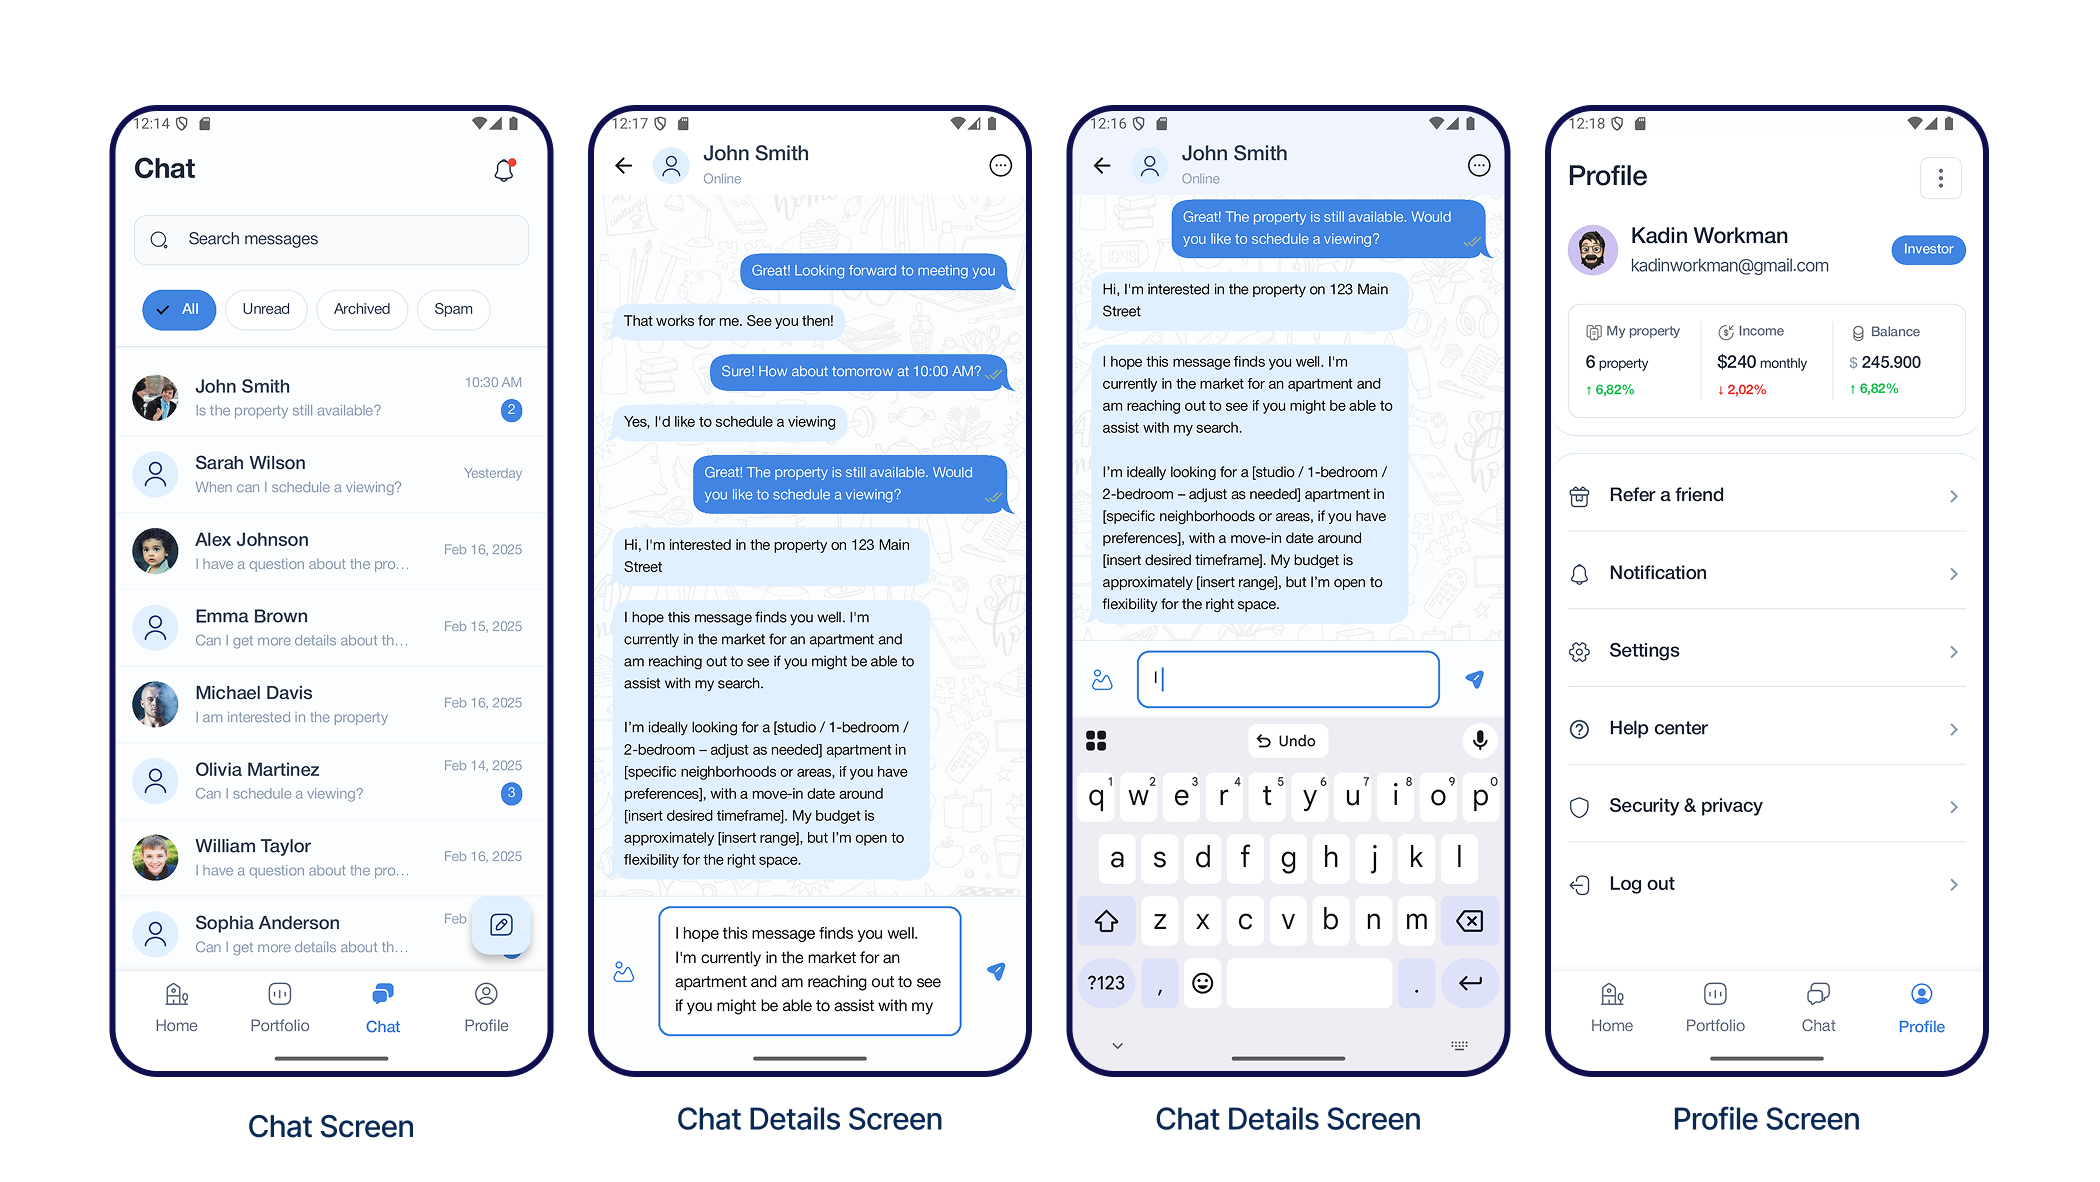 12:14
Chat
Search messages
All
Unread
Archived
Spam
John Smith
10:30 AM
Is the property still available?
2
Sarah Wilson
Yesterday
When can I schedule a viewing?
Alex Johnson
Feb 16, 2025
I have a question about the pro...
Emma Brown
Feb 15, 2025
Can I get more details about th...
Michael Davis
Feb 16, 2025
I am interested in the property
Olivia Martinez
Feb 14, 2025
Can I schedule a viewing?
3
William Taylor
Feb 16, 2025
I have a question about the pro...
Sophia Anderson
Feb
Can I get more details about th...
Home
Portfolio
Chat
Profile
Chat Screen
12:17
John Smith
Online
Great! Looking forward to meeting you
That works for me. See you then!
Sure! How about tomorrow at 10:00 AM?
Yes, I'd like to schedule a viewing
Great! The property is still available. Would
you like to schedule a viewing?
Hi, I'm interested in the property on 123 Main
Street
I hope this message finds you well. I'm
currently in the market for an apartment and
am reaching out to see if you might be able to
assist with my search.
I'm ideally looking for a [studio / 1-bedroom /
2-bedroom – adjust as needed] apartment in
[specific neighborhoods or areas, if you have
preferences], with a move-in date around
[insert desired timeframe]. My budget is
approximately [insert range], but I'm open to
flexibility for the right space.
I hope this message finds you well.
I'm currently in the market for an
apartment and am reaching out to see
if you might be able to assist with my
Chat Details Screen
12:16
John Smith
Online
Great! The property is still available. Would
you like to schedule a viewing?
Hi, I'm interested in the property on 123 Main
Street
I hope this message finds you well. I'm
currently in the market for an apartment and
am reaching out to see if you might be able to
assist with my search.
I'm ideally looking for a [studio / 1-bedroom /
2-bedroom – adjust as needed] apartment in
[specific neighborhoods or areas, if you have
preferences], with a move-in date around
[insert desired timeframe]. My budget is
approximately [insert range], but I'm open to
flexibility for the right space.
I
Undo
q1 w2 e3 r4 t5 y6 u7 i8 o9 p0
a s d f g h j k l
z x c v b n m
?123 , .
Chat Details Screen
12:18
Profile
Kadin Workman
kadinworkman@gmail.com
Investor
My property
6 property
↑ 6,82%
Income
$240 monthly
↓ 2,02%
Balance
$ 245.900
↑ 6,82%
Refer a friend
Notification
Settings
Help center
Security & privacy
Log out
Home
Portfolio
Chat
Profile
Profile Screen